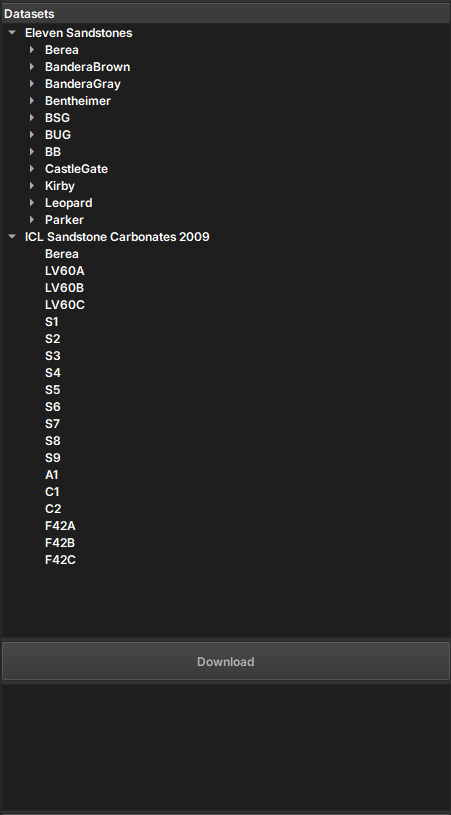 Datasets
Eleven Sandstones
Berea
BanderaBrown
BanderaGray
Bentheimer
BSG
BUG
BB
CastleGate
Kirby
Leopard
Parker
ICL Sandstone Carbonates 2009
Berea
LV60A
LV60B
LV60C
S1
S2
S3
S4
S5
S6
S7
S8
S9
A1
C1
C2
F42A
F42B
F42C
Download